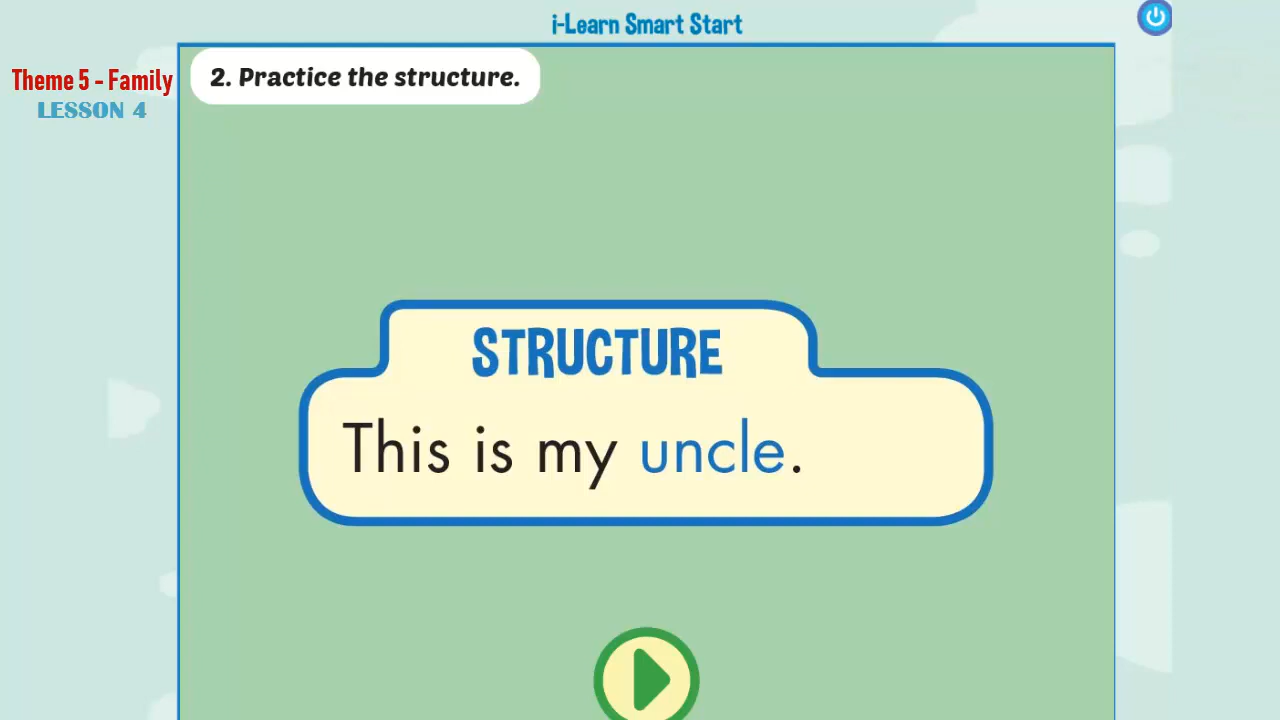 i-Learn Smart Start
Theme 5 - Family
LESSON 4
2. Practice the structure.
STRUCTURE
This is my uncle.